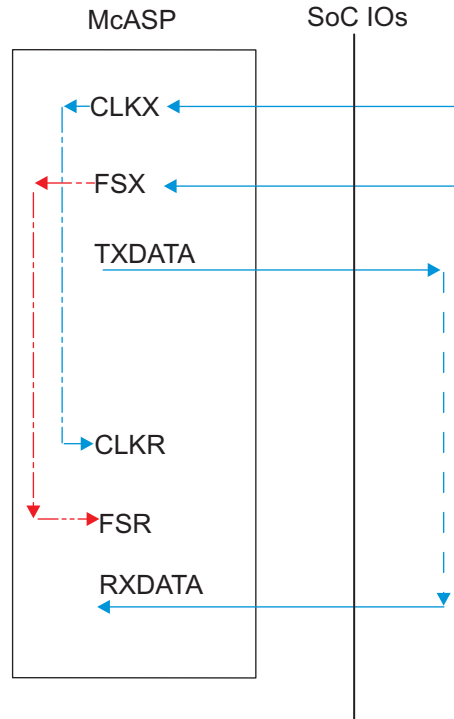 McASP
SoC IOs
CLKX
FSX
TXDATA
CLKR
FSR
RXDATA